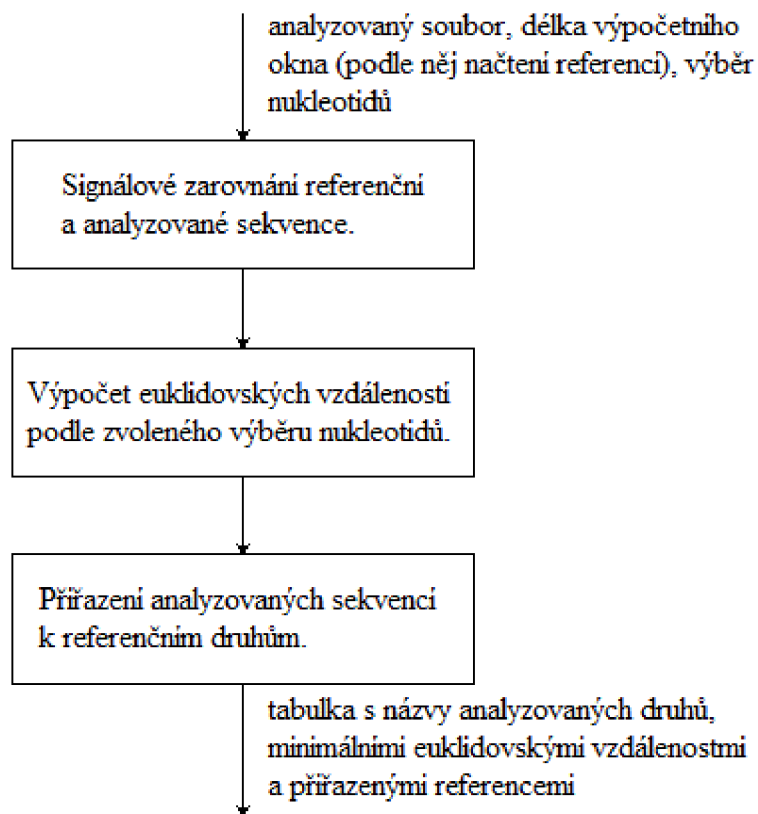 analyzovaný soubor, délka výpočetního
okna (podle něj načtení referencí), výběr
nukleotidů
Signálové zarovnání referenční
a analyzované sekvence.
Výpočet euklidovských vzdáleností
podle zvoleného výběru nukleotidů.
Přiřazení analyzovaných sekvencí
k referenčním druhům.
tabulka s názvy analyzovaných druhů,
minimálními euklidovskými vzdálenostmi
a přiřazenými referencemi